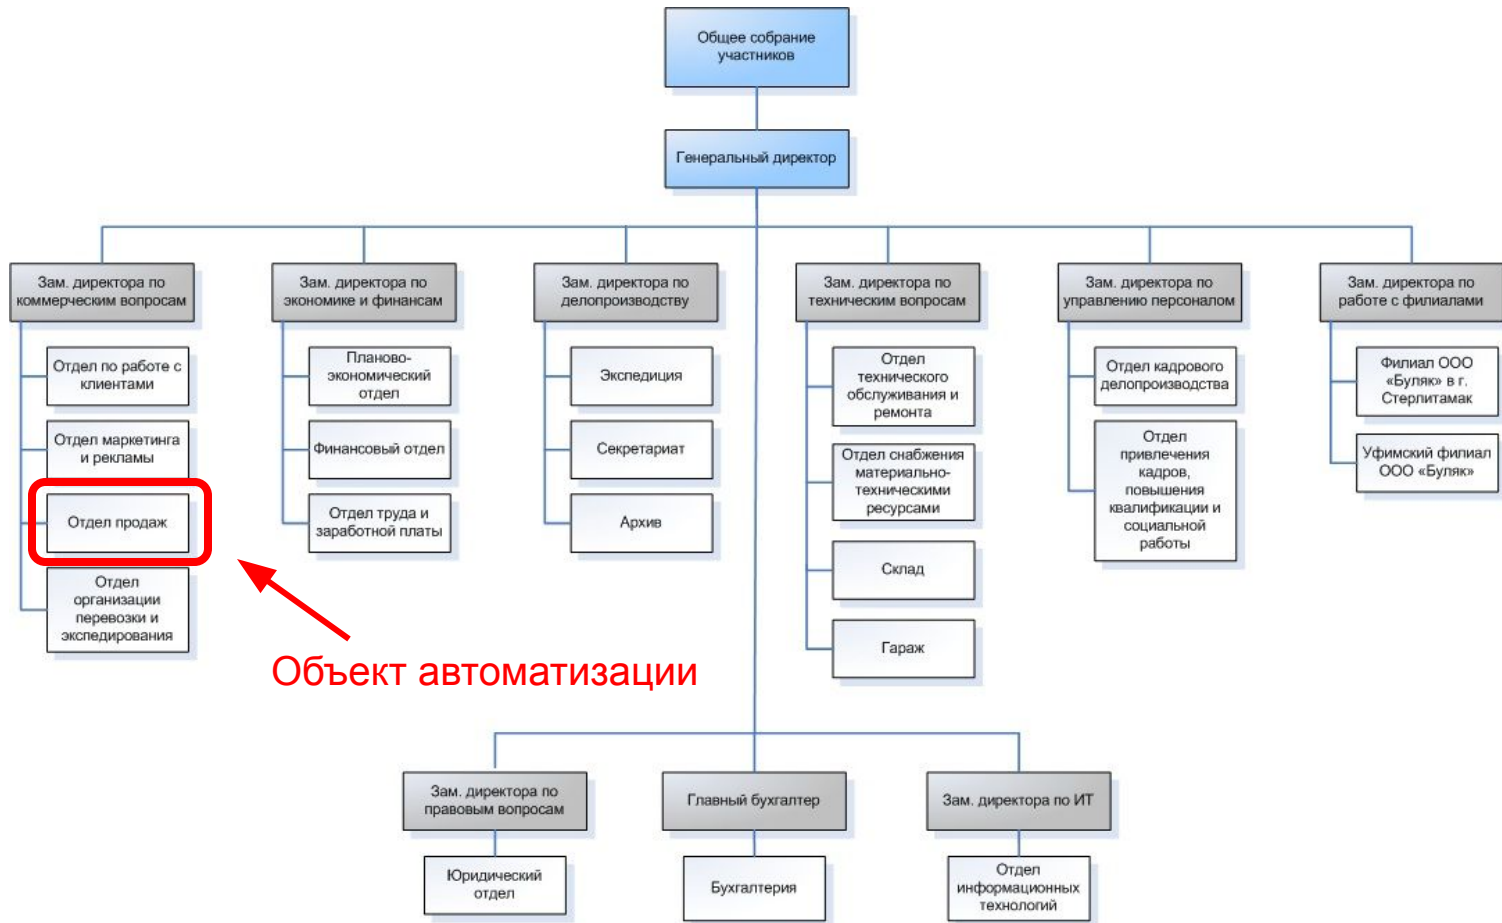 Общее собрание
участников
Генеральный директор
Зам. директора по
коммерческим вопросам
Зам. директора по
экономике и финансам
Зам. директора по
делопроизводству
Зам. директора по
техническим вопросам
Зам. директора по
управлению персоналом
Зам. директора по
работе с филиалами
Отдел по работе с
клиентами
Отдел маркетинга
и рекламы
Отдел продаж
Отдел
организации
перевозки и
экспедирования
Планово-
экономический
отдел
Финансовый отдел
Отдел труда и
заработной платы
Экспедиция
Секретариат
Архив
Отдел
технического
обслуживания и
ремонта
Отдел снабжения
материально-
техническими
ресурсами
Склад
Гараж
Отдел кадрового
делопроизводства
Отдел
привлечения
кадров,
повышения
квалификации и
социальной
работы
Филиал ООО
«Буляк» в г.
Стерлитамак
Уфимский филиал
ООО «Буляк»
Объект автоматизации
Зам. директора по
правовым вопросам
Главный бухгалтер
Зам. директора по ИТ
Юридический
отдел
Бухгалтерия
Отдел
информационных
технологий